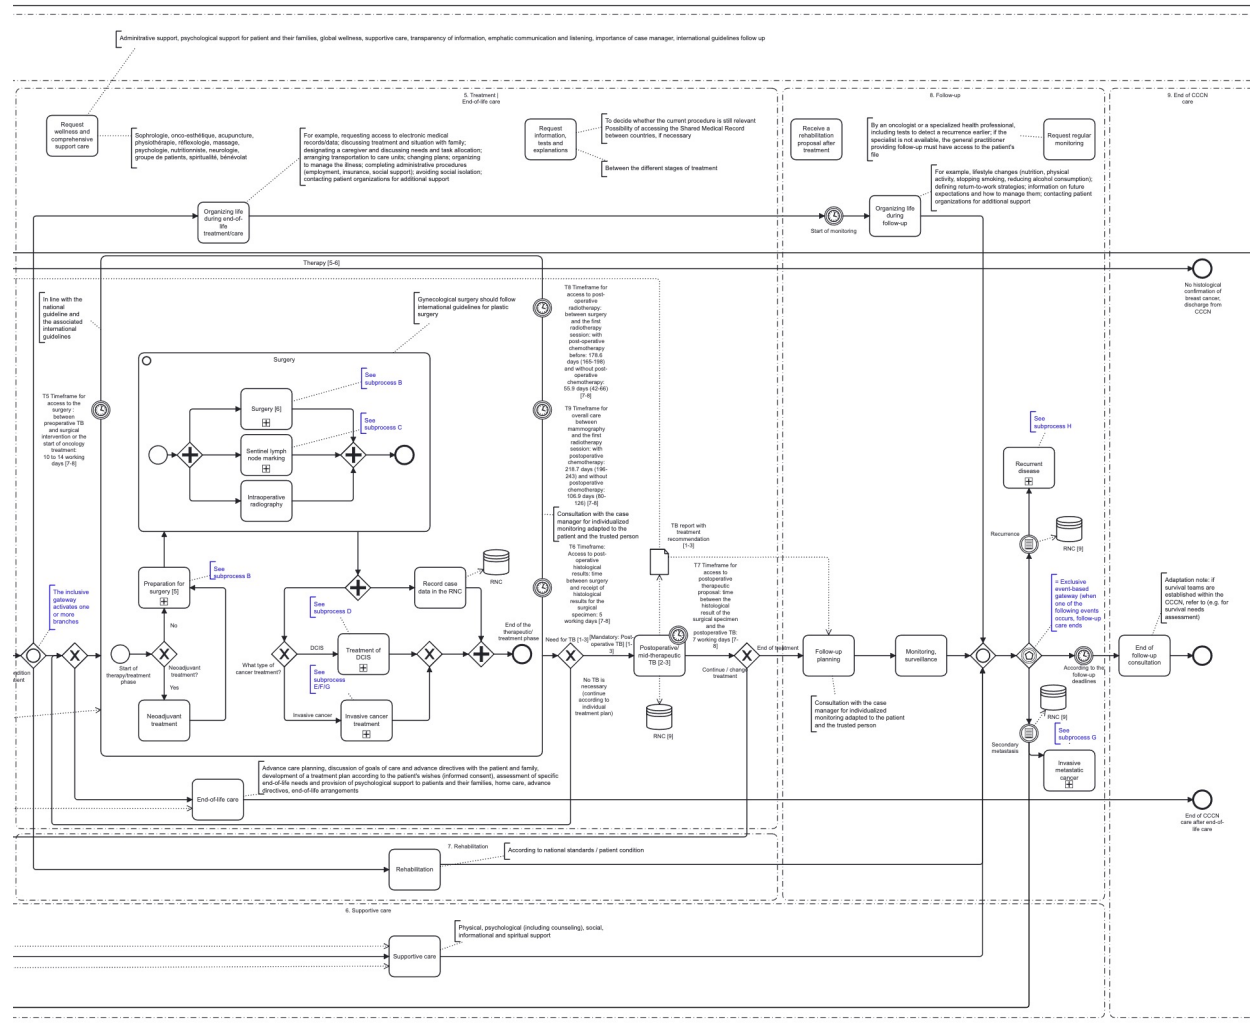 Adminitrative support, psychological support for patient and their families, global wellness, supportive care, transparency of information, emphatic communication and listening, importance of case manager, international guidelines follow up
5. Treatment |
End-of-life care
8. Follow-up
9. End of CCCN
care
Request
wellness and
comprehensive
support care
Sophrologie, onco-esthétique, acupuncture,
physiothérapie, réflexologie, massage,
psychologie, nutritionniste, neurologie,
groupe de patients, spiritualité, bénévolat
For example, requesting access to electronic medical
records/data; discussing treatment and situation with family;
designating a caregiver and discussing needs and task allocation;
arranging transportation to care units; changing plans; organizing
to manage the illness; completing administrative procedures
(employment, insurance, social support); avoiding social isolation;
contacting patient organizations for additional support
Request
information,
tests and
explanations
To decide whether the current procedure is still relevant
Possibility of accessing the Shared Medical Record
between countries, if necessary
Between the different stages of treatment
Receive a
rehabilitation
proposal after
treatment
By an oncologist or a specialized health professional,
including tests to detect a recurrence earlier; if the
specialist is not available, the general practitioner
providing follow-up must have access to the patient's
file
Request regular
monitoring
For example, lifestyle changes (nutrition, physical
activity, stopping smoking, reducing alcohol consumption);
defining return-to-work strategies; information on future
expectations and how to manage them; contacting patient
organizations for additional support
Organizing life
during end-of-
life
treatment/care
Start of monitoring
Organizing life
during
follow-up
Therapy [5-6]
No histological
confirmation of
breast cancer,
discharge from
CCCN
In line with the
national
guideline and
the associated
international
guidelines
Gynecological surgery should follow
international guidelines for plastic
surgery
T8 Timeframe for
access to post-
operative
radiotherapy:
between surgery
and the first
radiotherapy
session: with
post-operative
chemotherapy
before: 178.6
days (165-198)
and without post-
operative
chemotherapy:
55.9 days (42-66)
[7-8]
T5 Timeframe for
access to the
surgery :
between
preoperative TB
and surgical
intervention or the
start of oncology
treatment:
10 to 14 working
days [7-8]
Surgery
Surgery [6]
See
subprocess B
Sentinel lymph
node marking
See
subprocess C
Intraoperative
radiography
T9 Timeframe for
overall care
between
mammography
and the first
radiotherapy
session: with
postoperative
chemotherapy:
218.7 days (196-
243) and without
postoperative
chemotherapy:
106.9 days (80-
126) [7-8]
Consultation with the case
manager for individualized
monitoring adapted to the
patient and the trusted person
See
subprocess H
Recurrent
disease
Recurrence
RNC [9]
TB report with
treatment
recommendation
[1-3]
T6 Timeframe:
Access to post-
operative
histological
results: time
between surgery
and receipt of
histological
results for the
surgical
specimen: 5
working days [7-8]
T7 Timeframe for
access to
postoperative
therapeutic
proposal: time
between the
histological
result of the
surgical specimen
and the
postoperative TB:
7 working days [7-
8]
The inclusive
gateway
activates one
or more
branches
Preparation for
surgery [5]
See
subprocess B
Record case
data in the RNC
RNC
= Exclusive
event-based
gateway (when
one of the
following events
occurs, follow-up
care ends
Adaptation note: if
survival teams are
established within
the CCCN, refer to (e.g. for
survival needs
assessment)
See
subprocess D
No
Start of
therapy/treatment
phase
Neoadjuvant
treatment?
Yes
Neoadjuvant
treatment
What type of
cancer treatment?
DCIS
Treatment of
DCIS
See
subprocess
E/F/G
Invasive cancer
Invasive cancer
treatment
End of the
therapeutic/
treatment phase
Need for TB [1-3]
[Mandatory: Post-
operative TB] [1-
3]
No TB is
necessary
(continue
according to
individual
treatment plan)
Postoperative/
mid-therapeutic
TB [2-3]
RNC [9]
End of treatment
Continue / change
treatment
Follow-up
planning
Monitoring,
surveillance
Consultation with the case
manager for individualized
monitoring adapted to the patient
and the trusted person
According to the
follow-up
deadlines
End of
follow-up
consultation
RNC [9]
Secondary
metastasis
See
subprocess G
Invasive
metastatic
cancer
End-of-life care
Advance care planning, discussion of goals of care and advance directives with the patient and family,
development of a treatment plan according to the patient's wishes (informed consent), assessment of specific
end-of-life needs and provision of psychological support to patients and their families, home care, advance
directives, end-of-life arrangements
End of CCCN
care after end-of-
life care
7. Rehabilitation
Rehabilitation
According to national standards / patient condition
6. Supportive care
Supportive care
Physical, psychological (including counseling), social,
informational and spiritual support